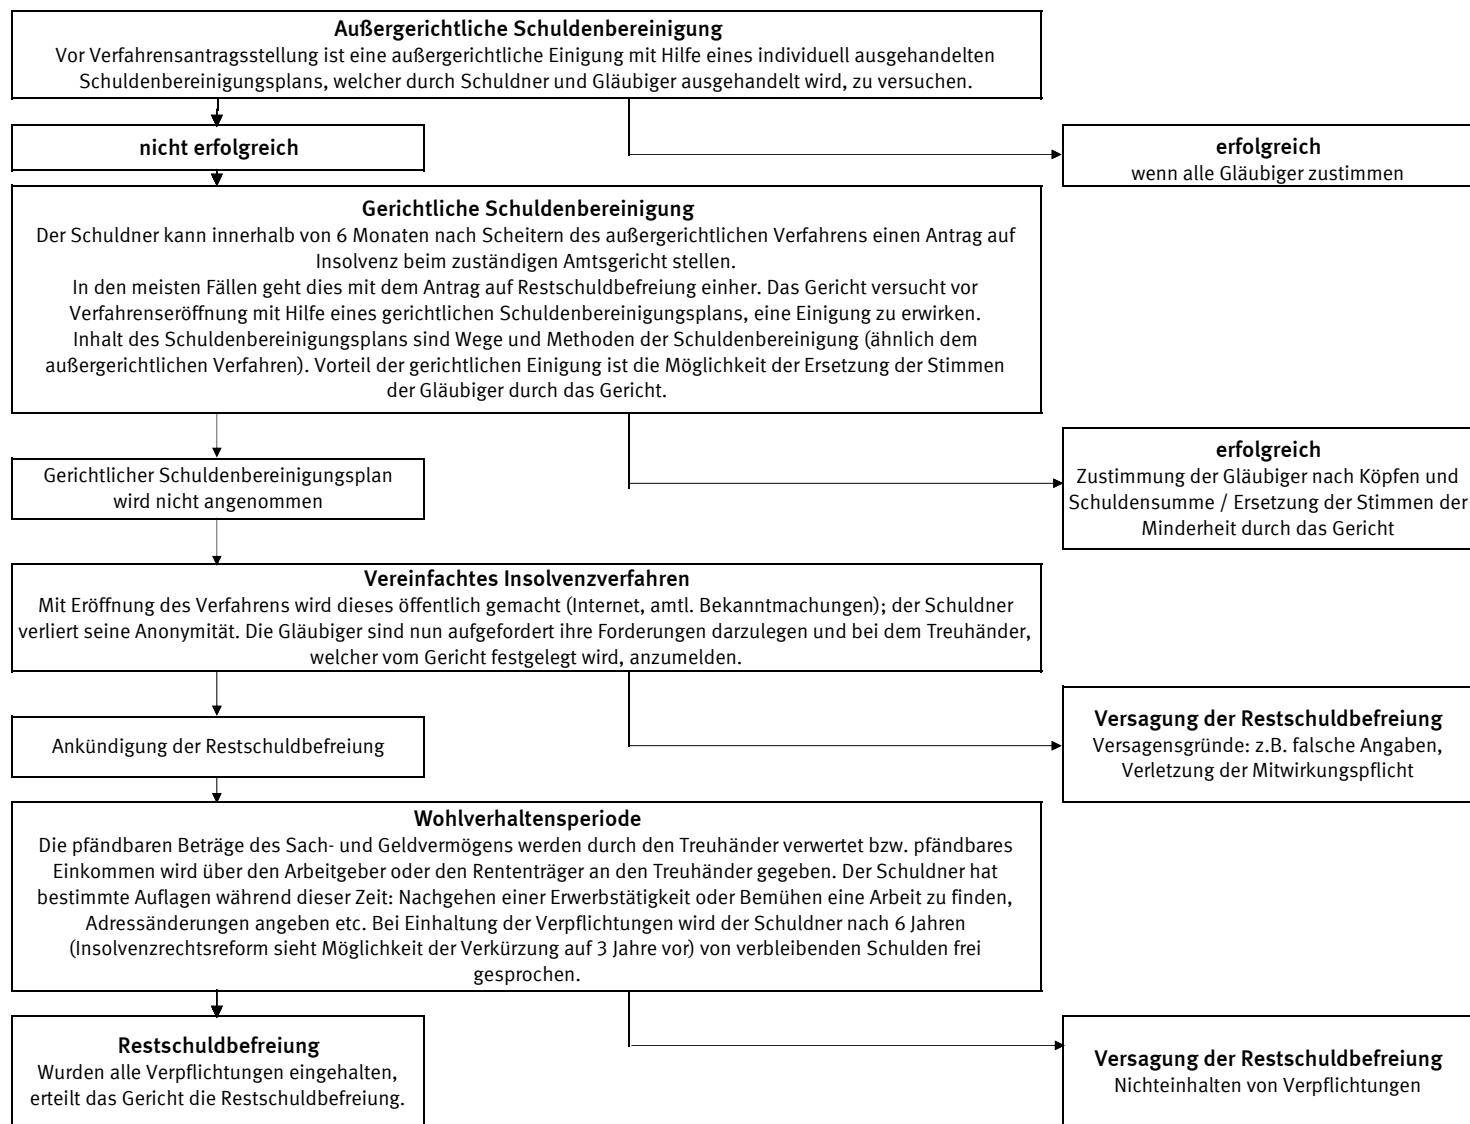 Außergerichtliche Schuldenbereinigung
Vor Verfahrensantragsstellung ist eine außergerichtliche Einigung mit Hilfe eines individuell ausgehandelten
Schuldenbereinigungsplans, welcher durch Schuldner und Gläubiger ausgehandelt wird, zu versuchen.
nicht erfolgreich
erfolgreich
wenn alle Gläubiger zustimmen
Gerichtliche Schuldenbereinigung
Der Schuldner kann innerhalb von 6 Monaten nach Scheitern des außergerichtlichen Verfahrens einen Antrag auf
Insolvenz beim zuständigen Amtsgericht stellen.
In den meisten Fällen geht dies mit dem Antrag auf Restschuldbefreiung einher. Das Gericht versucht vor
Verfahrenseröffnung mit Hilfe eines gerichtlichen Schuldenbereinigungsplans, eine Einigung zu erwirken.
Inhalt des Schuldenbereinigungsplans sind Wege und Methoden der Schuldenbereinigung (ähnlich dem
außergerichtlichen Verfahren). Vorteil der gerichtlichen Einigung ist die Möglichkeit der Ersetzung der Stimmen
der Gläubiger durch das Gericht.
Gerichtlicher Schuldenbereinigungsplan
wird nicht angenommen
erfolgreich
Zustimmung der Gläubiger nach Köpfen und
Schuldensumme / Ersetzung der Stimmen der
Minderheit durch das Gericht
Vereinfachtes Insolvenzverfahren
Mit Eröffnung des Verfahrens wird dieses öffentlich gemacht (Internet, amtl. Bekanntmachungen); der Schuldner
verliert seine Anonymität. Die Gläubiger sind nun aufgefordert ihre Forderungen darzulegen und bei dem Treuhänder,
welcher vom Gericht festgelegt wird, anzumelden.
Ankündigung der Restschuldbefreiung
Versagung der Restschuldbefreiung
Versagensgründe: z.B. falsche Angaben,
Verletzung der Mitwirkungspflicht
Wohlverhaltensperiode
Die pfändbaren Beträge des Sach- und Geldvermögens werden durch den Treuhänder verwertet bzw. pfändbares
Einkommen wird über den Arbeitgeber oder den Rententräger an den Treuhänder gegeben. Der Schuldner hat
bestimmte Auflagen während dieser Zeit: Nachgehen einer Erwerbstätigkeit oder Bemühen eine Arbeit zu finden,
Adressänderungen angeben etc. Bei Einhaltung der Verpflichtungen wird der Schuldner nach 6 Jahren
(Insolvenzrechtsreform sieht Möglichkeit der Verkürzung auf 3 Jahre vor) von verbleibenden Schulden frei
gesprochen.
Restschuldbefreiung
Wurden alle Verpflichtungen eingehalten,
erteilt das Gericht die Restschuldbefreiung.
Versagung der Restschuldbefreiung
Nichteinhalten von Verpflichtungen